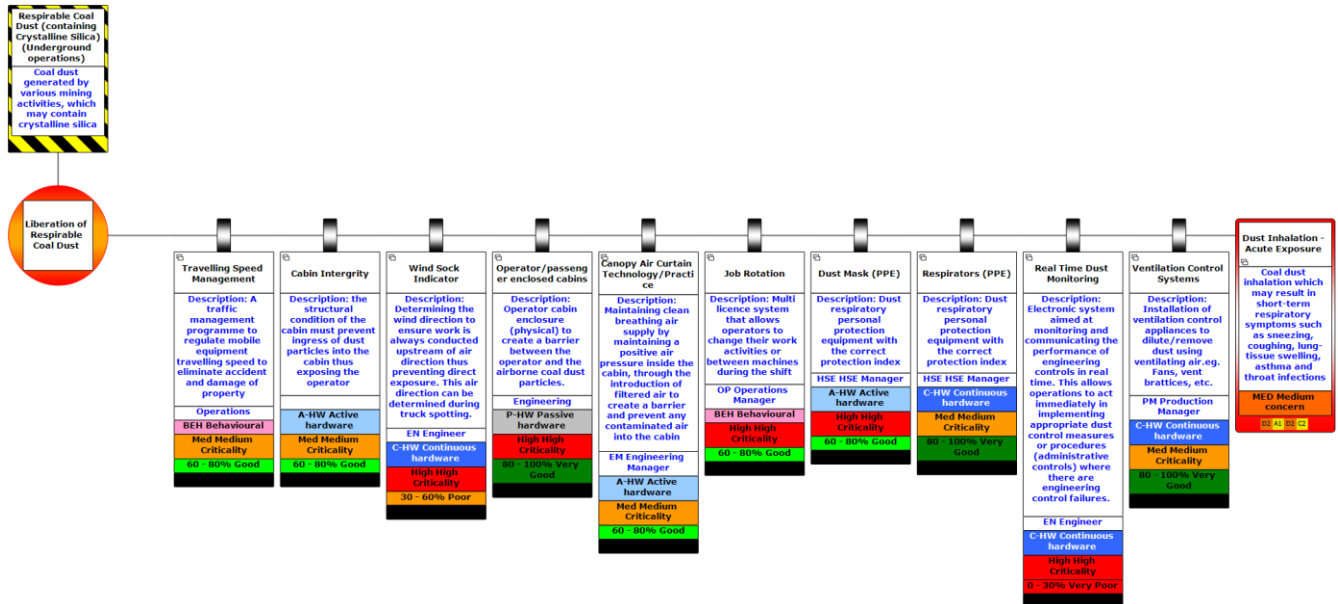 Respirable Coal
Dust (containing
Crystalline Silica)
(Underground
operations)
Coal dust
generated by
various mining
activities, which
may contain
crystalline silica
Liberation of
Respirable
Coal Dust
Travelling Speed
Management
Description: A
traffic
management
programme to
regulate mobile
equipment
travelling speed to
eliminate accident
and damage of
property
Operations
BEH Behavioural
Med Medium
Criticality
60 - 80% Good
Cabin Intergrity
Description: the
structural
condition of the
cabin must prevent
ingress of dust
particles into the
cabin thus
exposing the
operator
A-HW Active
hardware
Med Medium
Criticality
60 - 80% Good
Wind Sock
Indicator
Description:
Determining the
wind direction to
ensure work is
always conducted
upstream of air
direction thus
preventing direct
exposure. This air
direction can be
determined during
truck spotting.
EN Engineer
C-HW Continuous
hardware
High High
Criticality
30 - 60% Poor
Operator/passeng
er enclosed cabins
Description:
Operator cabin
enclosure
(physical) to
create a barrier
between the
operator and the
airborne coal dust
particles.
Engineering
P-HW Passive
hardware
High High
Criticality
80 - 100% Very
Good
Canopy Air Curtain
Technology/Practi
ce
Description:
Maintaining clean
breathing air
supply by
maintaining a
positive air
pressure inside the
cabin, through the
introduction of
filtered air to
create a barrier
and prevent any
contaminated air
into the cabin
EM Engineering
Manager
A-HW Active
hardware
Med Medium
Criticality
60 - 80% Good
Job Rotation
Description: Multi
licence system
that allows
operators to
change their work
activities or
between machines
during the shift
OP Operations
Manager
BEH Behavioural
High High
Criticality
60 - 80% Good
Dust Mask (PPE)
Description: Dust
respiratory
personal
protection
equipment with
the correct
protection index
HSE HSE Manager
A-HW Active
hardware
High High
Criticality
60 - 80% Good
Respirators (PPE)
Description: Dust
respiratory
personal
protection
equipment with
the correct
protection index
HSE HSE Manager
C-HW Continuous
hardware
Med Medium
Criticality
80 - 100% Very
Good
Real Time Dust
Monitoring
Description:
Electronic system
aimed at
monitoring and
communicating the
performance of
engineering
controls in real
time. This allows
operations to act
immediately in
implementing
appropriate dust
control measures
or procedures
(administrative
controls) where
there are
engineering
control failures.
EN Engineer
C-HW Continuous
hardware
High High
Criticality
0 - 30% Very Poor
Ventilation Control
Systems
Description:
Installation of
ventilation control
appliances to
dilute/remove
dust using
ventilating air.eg.
Fans, vent
brattices, etc.
PM Production
Manager
C-HW Continuous
hardware
Med Medium
Criticality
80 - 100% Very
Good
Dust Inhalation -
Acute Exposure
Coal dust
inhalation which
may result in
short-term
respiratory
symptoms such
as sneezing,
coughing, lung-
tissue swelling,
asthma and
throat infections
MED Medium
concern
D2 A1 D2 C2